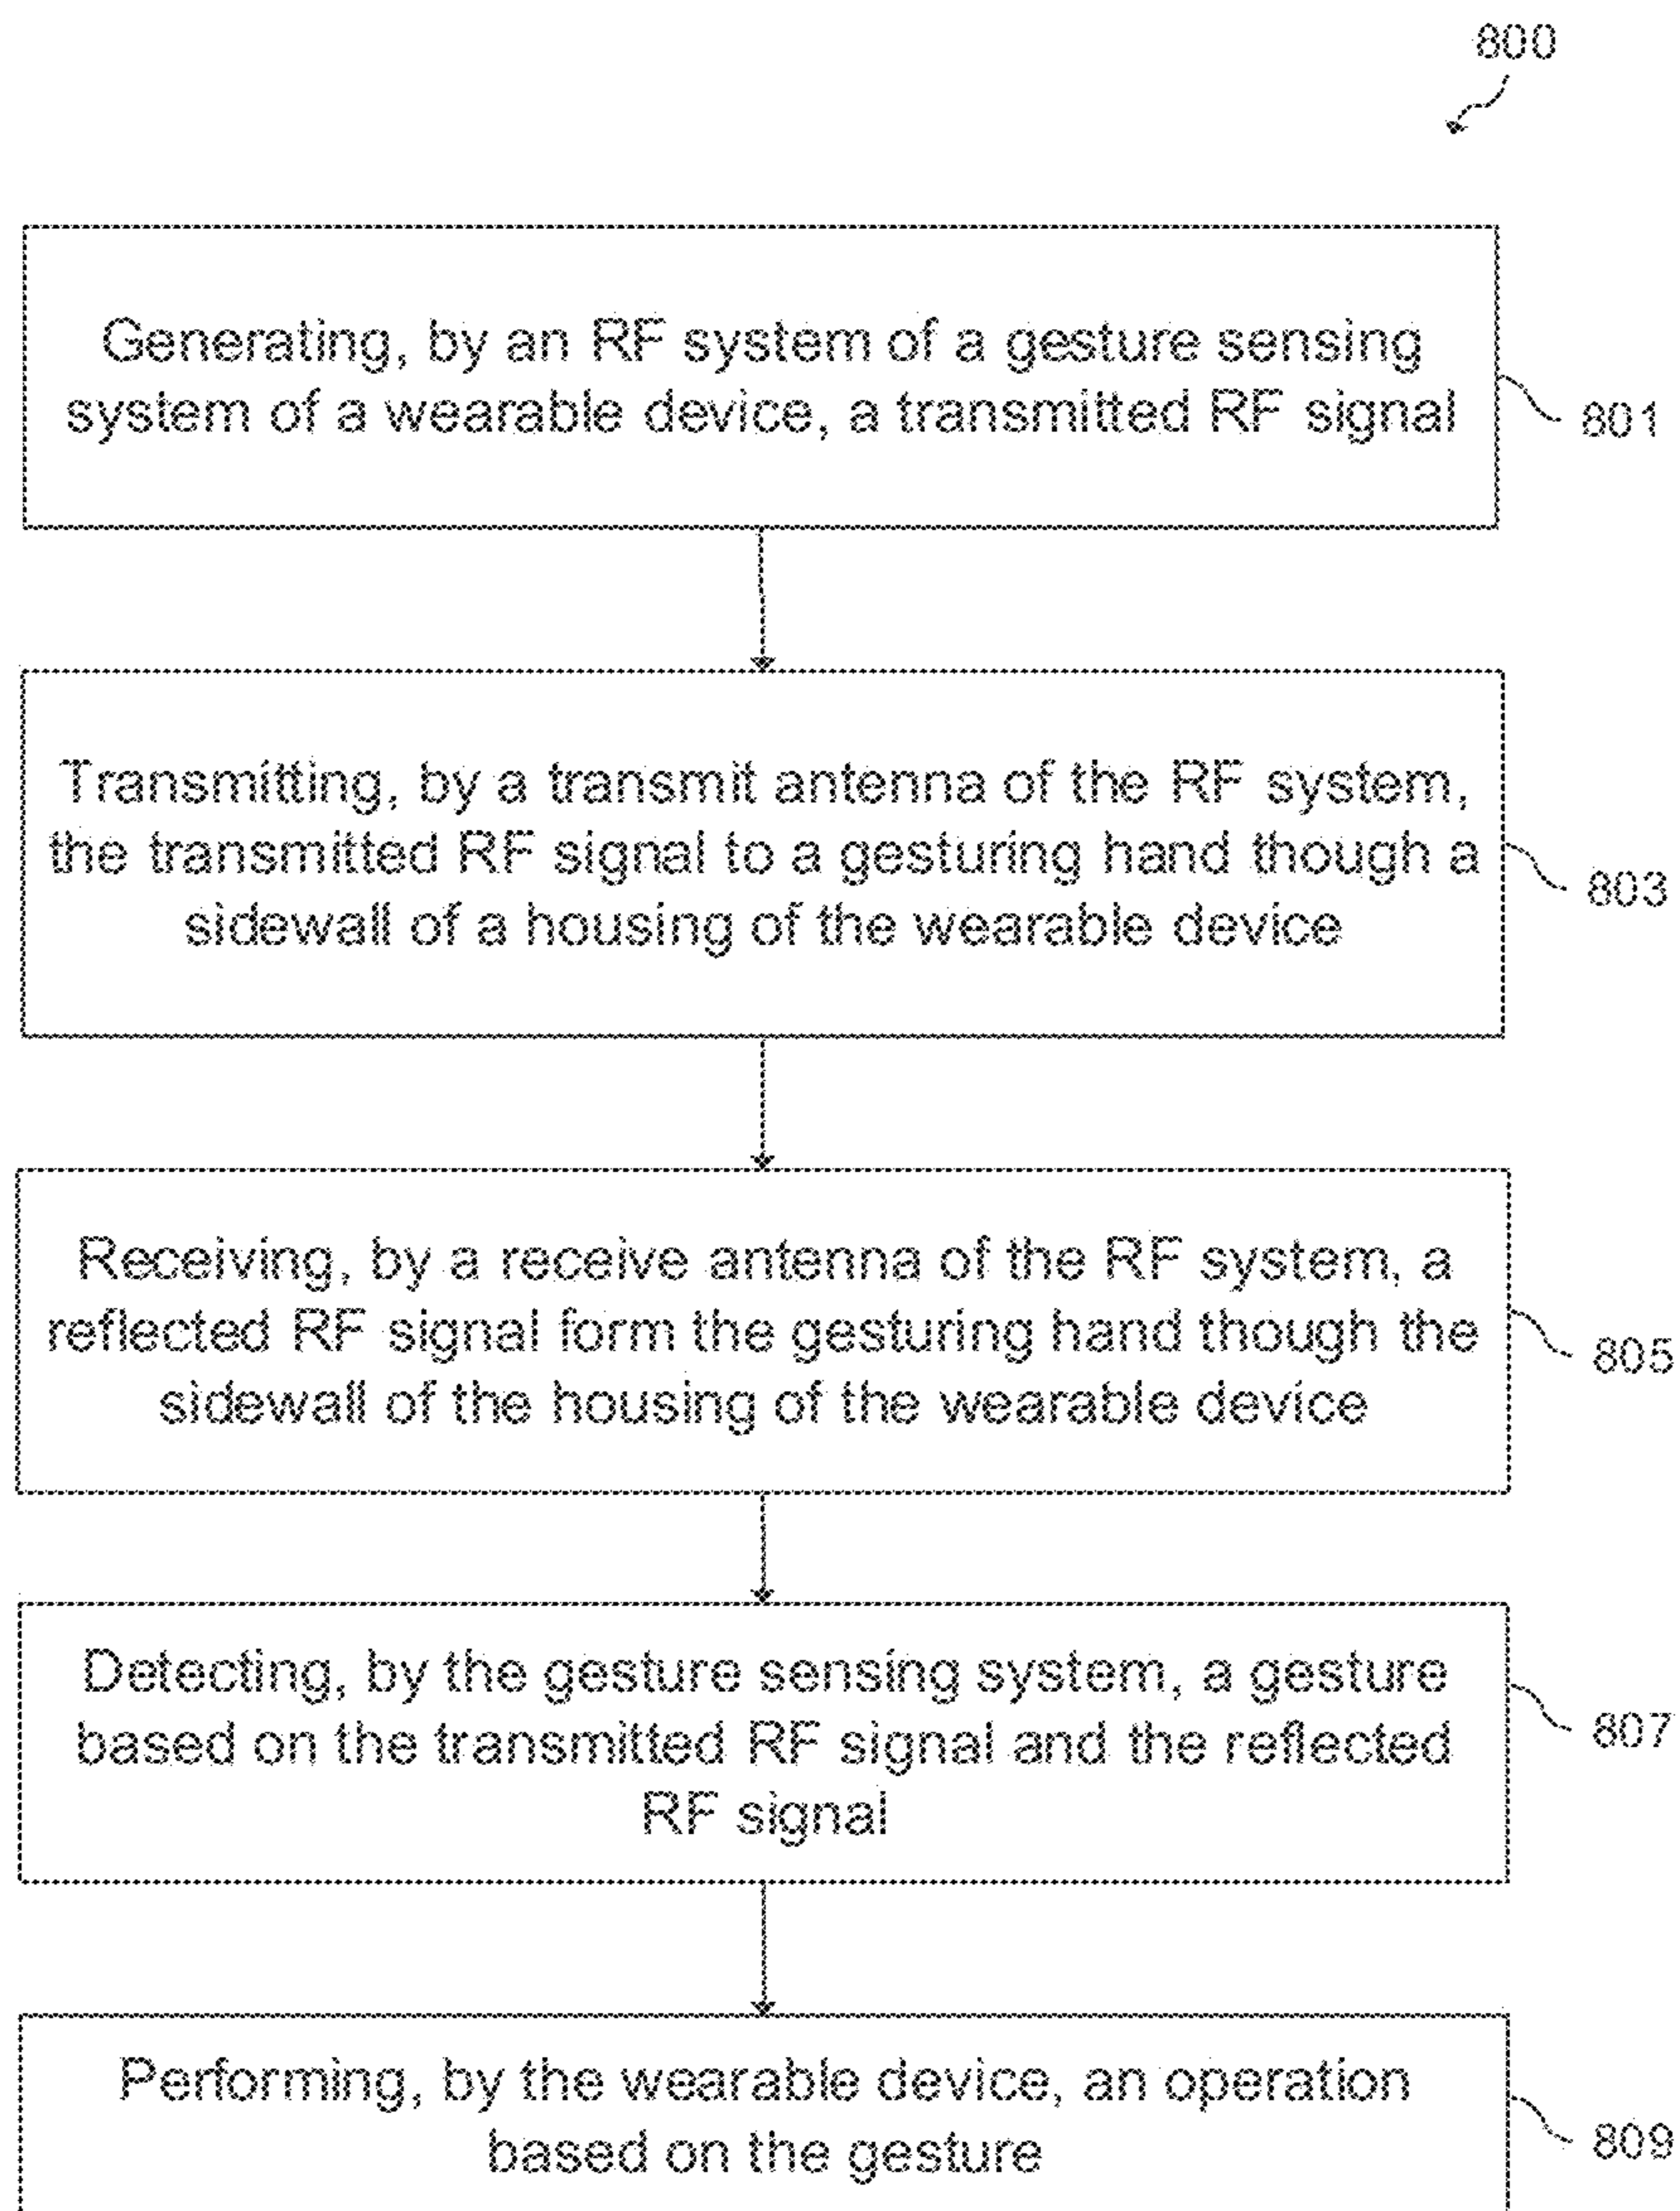 800
Generating, by an RF system of a gesture sensing
system of a wearable device, a transmitted RF signal
801
Transmitting, by a transmit antenna of the RF system,
the transmitted RF signal to a gesturing hand though a
sidewall of a housing of the wearable device
803
Receiving, by a receive antenna of the RF system, a
reflected RF signal form the gesturing hand though the
sidewall of the housing of the wearable device
805
Detecting, by the gesture sensing system, a gesture
based on the transmitted RF signal and the reflected
RF signal
807
Performing, by the wearable device, an operation
based on the gesture
809